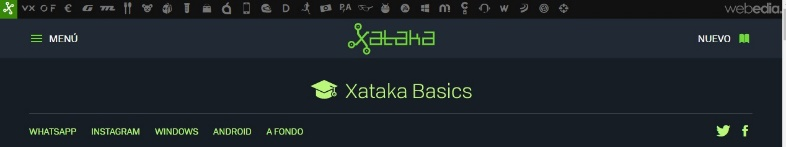 VX O F € webedia
MENÚ xataka NUEVO
Xataka Basics
WHATSAPP INSTAGRAM WINDOWS ANDROID A FONDO